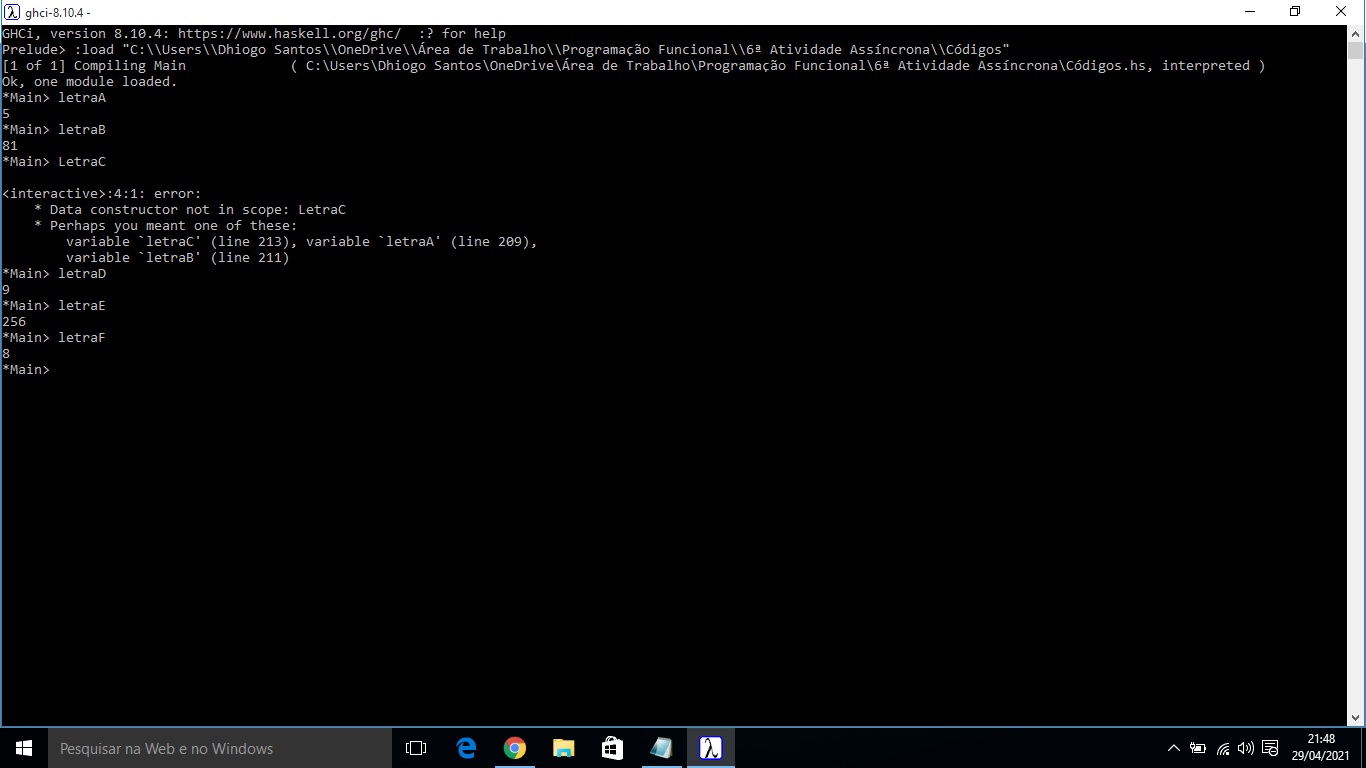 ghci-8.10.4 -
GHCi, version 8.10.4: https://www.haskell.org/ghc/  :? for help
Prelude> :load "C:\\Users\\Dhiogo Santos\\OneDrive\\Área de Trabalho\\Programação Funcional\\6ª Atividade Assíncrona\\Códigos"
[1 of 1] Compiling Main             ( C:\Users\Dhiogo Santos\OneDrive\Área de Trabalho\Programação Funcional\6ª Atividade Assíncrona\Códigos.hs, interpreted )
Ok, one module loaded.
*Main> letraA
5
*Main> letraB
81
*Main> LetraC
<interactive>:4:1: error:
    * Data constructor not in scope: LetraC
    * Perhaps you meant one of these:
        variable `letraC' (line 213), variable `letraA' (line 209),
        variable `letraB' (line 211)
*Main> letraD
9
*Main> letraE
256
*Main> letraF
8
*Main>
Pesquisar na Web e no Windows
21:48
29/04/2021